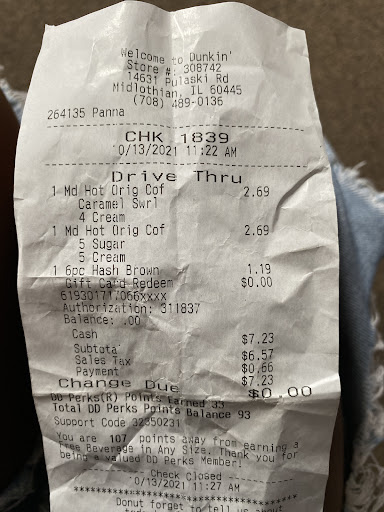 Welcome to Dunkin'
Store #: 308742
14631 Pulaski Rd
Midlothian, IL 60445
(708) 489-0136
264135 Panna
CHK 1839
10/13/2021 11:22 AM
Drive Thru
1 Md Hot Orig Cof 2.69
Caramel Swrl
4 Cream
1 Md Hot Orig Cof 2.69
5 Sugar
5 Cream
1 6pc Hash Brown 1.19
Gift Card Redeem $0.00
619301717066xxxx
Authorization: 311837
Balance: .00
Cash $7.23
Subtotal $6.57
Sales Tax $0.66
Payment $7.23
Change Due $0.00
DD Perks(R) Points Earned 33
Total DD Perks Points Balance 93
Support Code 32350231
You are 107 points away from earning a
Free Beverage in Any Size. Thank you for
being a valued DD Perks Member!
-- Check Closed --
10/13/2021 11:27 AM
****************************************
Donut forget to tell us about